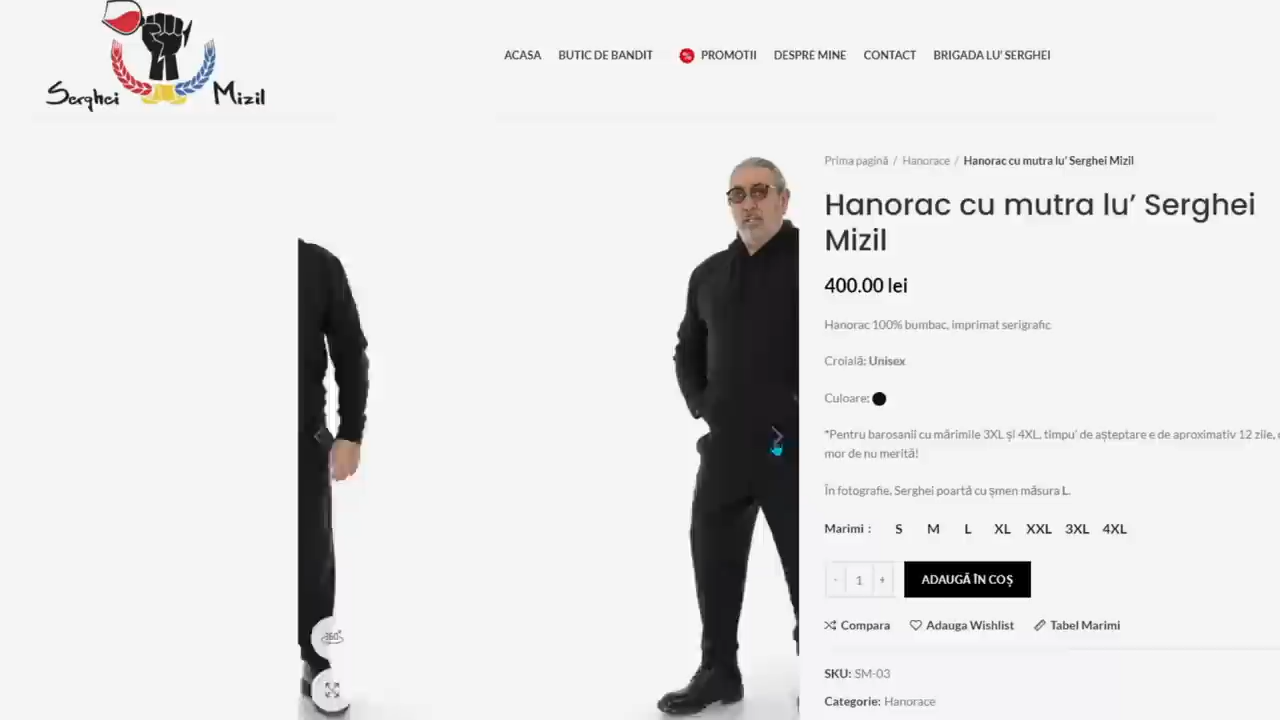 Serghei Mizil
ACASA BUTIC DE BANDIT % PROMOTII DESPRE MINE CONTACT BRIGADA LU' SERGHEI
Prima pagină / Hanorace / Hanorac cu mutra lu' Serghei Mizil
Hanorac cu mutra lu' Serghei
Mizil
400.00 lei
Hanorac 100% bumbac, imprimat serigrafic
Croială: Unisex
Culoare:
*Pentru barosanii cu mărimile 3XL și 4XL, timpu' de așteptare e de aproximativ 12 zile,
mor de nu merită!
În fotografie, Serghei poartă cu șmen măsura L.
Marimi : S M L XL XXL 3XL 4XL
- 1 + ADAUGĂ ÎN COȘ
Compara Adauga Wishlist Tabel Marimi
SKU: SM-03
Categorie: Hanorace